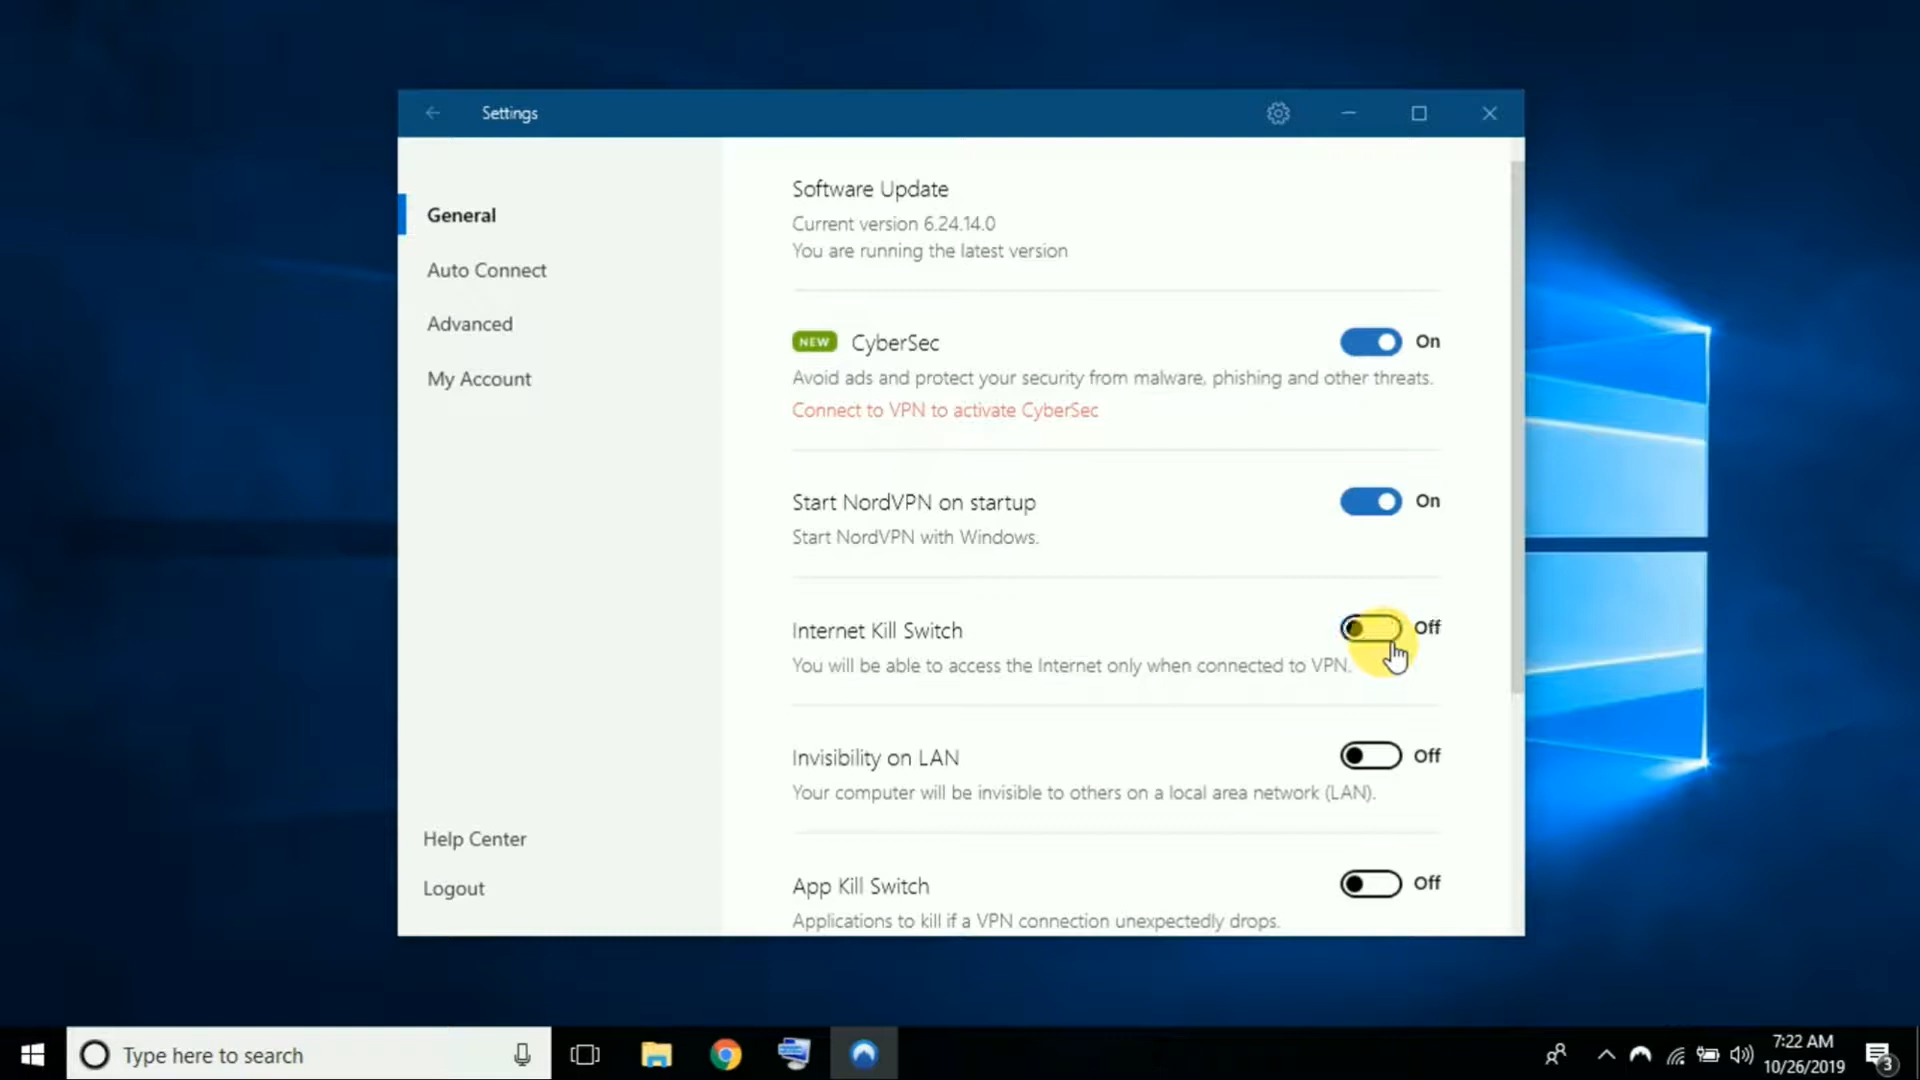 Settings
General
Auto Connect
Advanced
My Account
Help Center
Logout
Software Update
Current version 6.24.14.0
You are running the latest version
NEW CyberSec On
Avoid ads and protect your security from malware, phishing and other threats.
Connect to VPN to activate CyberSec
Start NordVPN on startup On
Start NordVPN with Windows.
Internet Kill Switch Off
You will be able to access the Internet only when connected to VPN.
Invisibility on LAN Off
Your computer will be invisible to others on a local area network (LAN).
App Kill Switch Off
Applications to kill if a VPN connection unexpectedly drops.
Type here to search
7:22 AM
10/26/2019
3